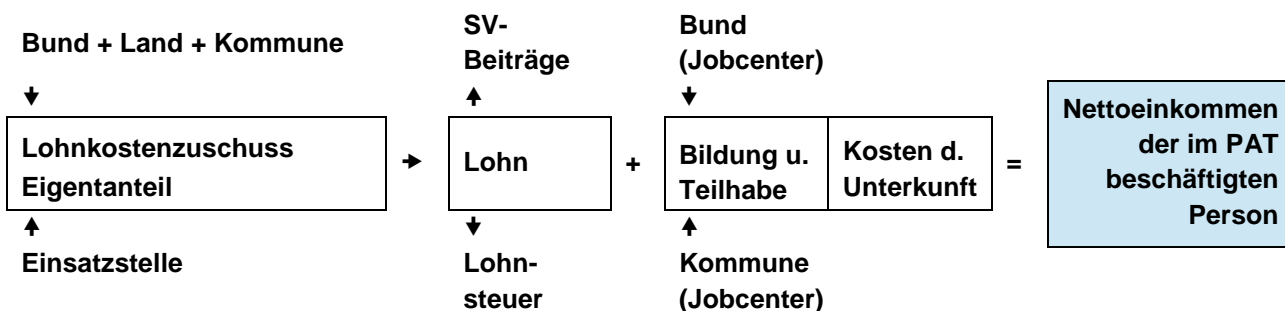 Bund + Land + Kommune
SV-
Beiträge
Bund
(Jobcenter)
Lohnkostenzuschuss
Eigentanteil
Lohn
+
Bildung u.
Teilhabe
Kosten d.
Unterkunft
=
Nettoeinkommen
der im PAT
beschäftigten
Person
Einsatzstelle
Lohn-
steuer
Kommune
(Jobcenter)